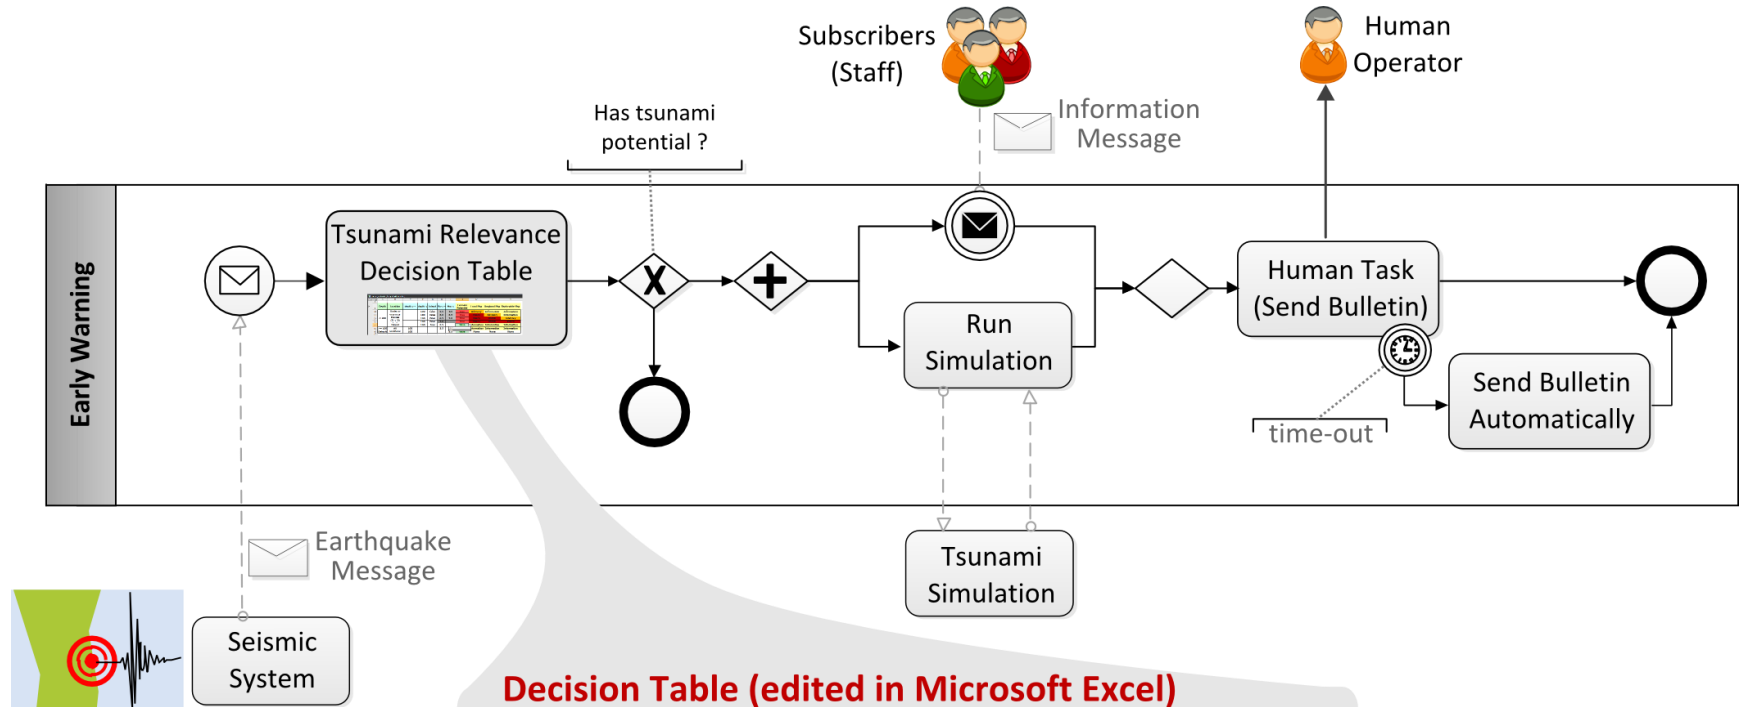 Subscribers
(Staff)
Human
Operator
Has tsunami
potential ?
Information
Message
Early Warning
Tsunami Relevance
Decision Table
X
Run
Simulation
Human Task
(Send Bulletin)
Send Bulletin
Automatically
time-out
Earthquake
Message
Tsunami
Simulation
Seismic
System
Decision Table (edited in Microsoft Excel)